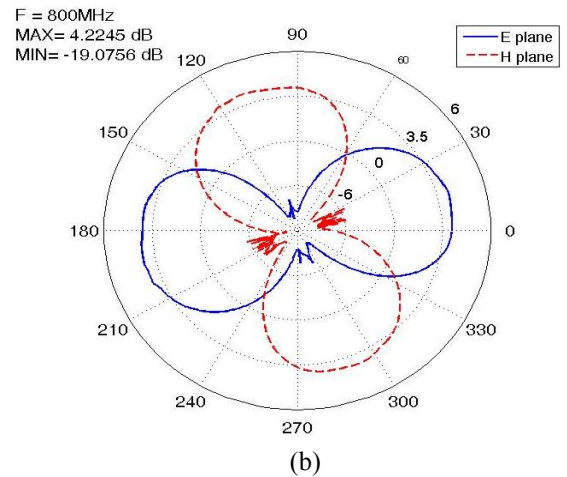 F = 800MHz
MAX= 4.2245 dB
MIN= -19.0756 dB
E plane
H plane
90
120
60
6
150
3.5
30
0
-6
180
0
210
330
240
300
270
(b)